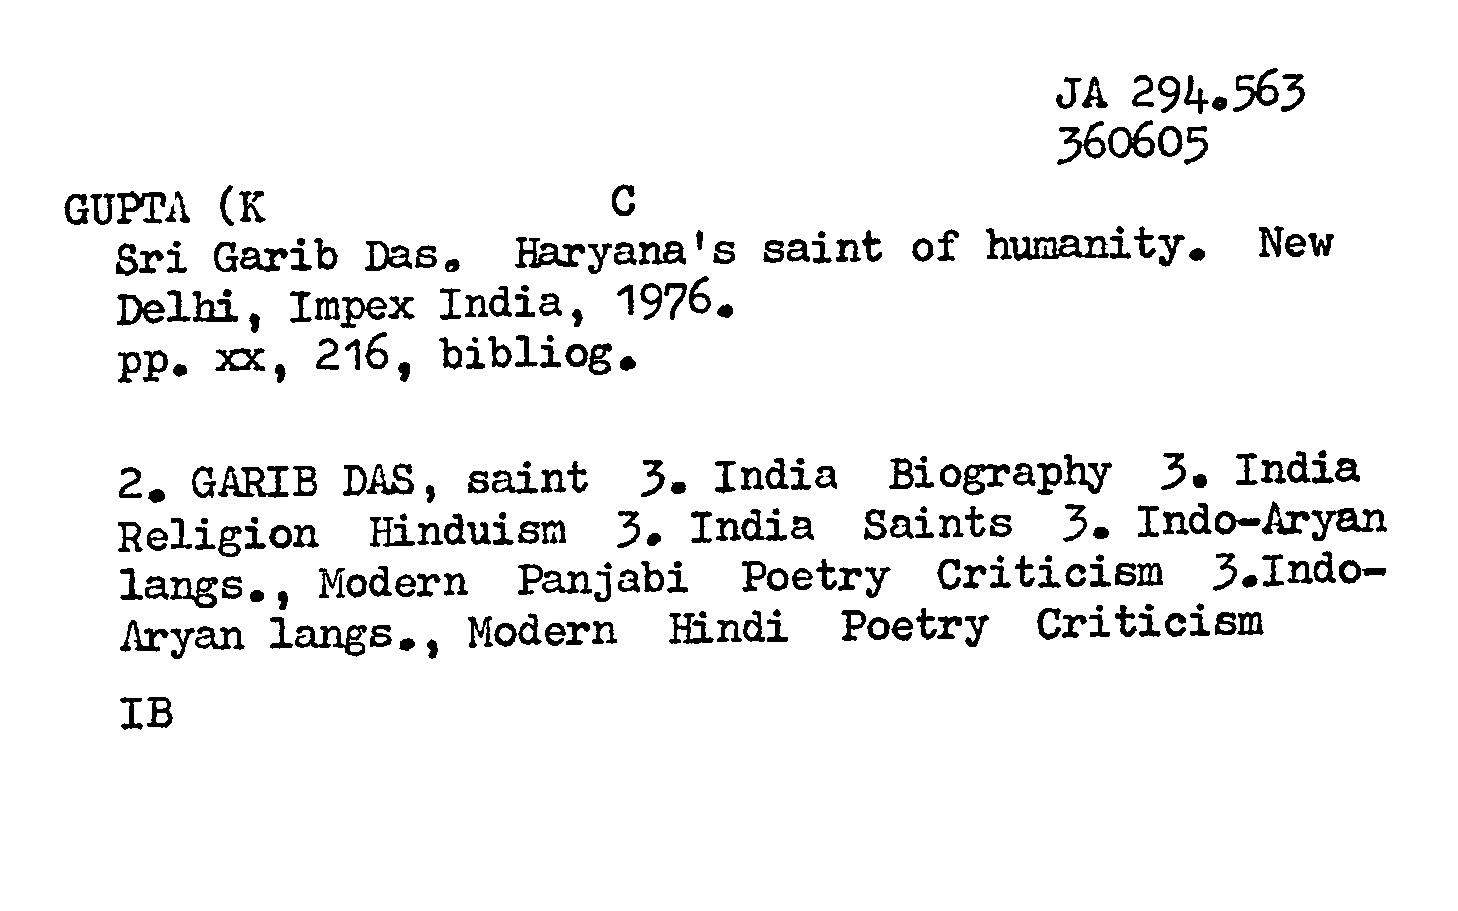 JA 294.563
360605
GUPTA (K C
Sri Garib Das. Haryana's saint of humanity. New
Delhi, Impex India, 1976.
pp. xx, 216, bibliog.
2. GARIB DAS, saint 3. India Biography 3. India
Religion Hinduism 3. India Saints 3. Indo-Aryan
langs., Modern Panjabi Poetry Criticism 3.Indo-
Aryan langs., Modern Hindi Poetry Criticism
IB